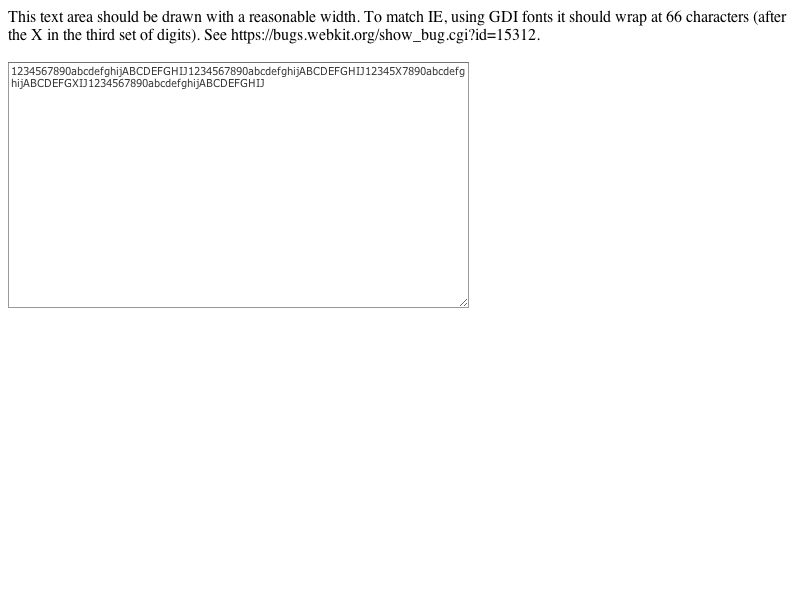 This text area should be drawn with a reasonable width. To match IE, using GDI fonts it should wrap at 66 characters (after
the X in the third set of digits). See https://bugs.webkit.org/show_bug.cgi?id=15312.
1234567890abcdefghijABCDEFGHIJ1234567890abcdefghijABCDEFGHIJ12345X7890abcdefg
hijABCDEFGXIJ1234567890abcdefghijABCDEFGHIJ